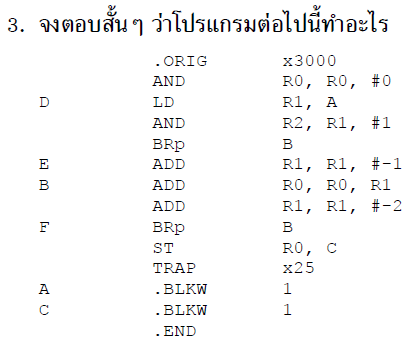 3. จงตอบสั้น ๆ ว่าโปรแกรมต่อไปนี้ทำอะไร
.ORIG x3000
AND R0, R0, #0
D LD R1, A
AND R2, R1, #1
BRp B
E ADD R1, R1, #-1
B ADD R0, R0, R1
ADD R1, R1, #-2
F BRp B
ST R0, C
TRAP x25
A .BLKW 1
C .BLKW 1
.END